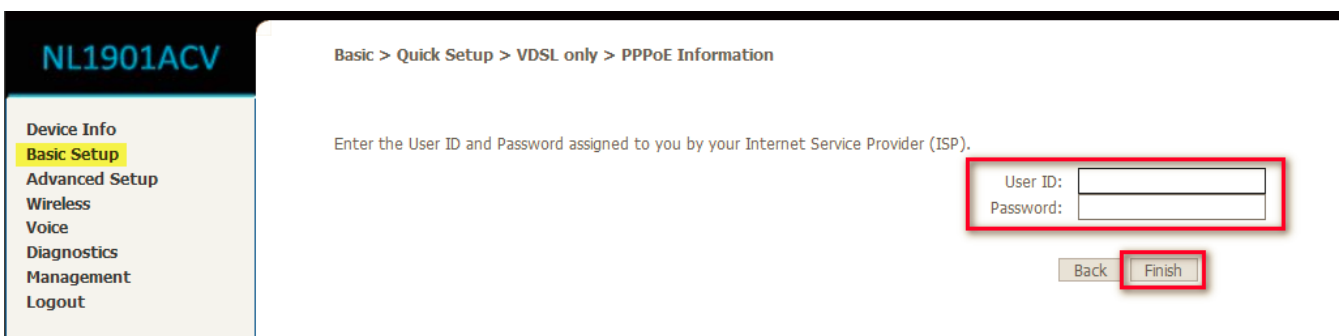 NL1901ACV
Basic > Quick Setup > VDSL only > PPPoE Information
Device Info
Basic Setup
Advanced Setup
Wireless
Voice
Diagnostics
Management
Logout
Enter the User ID and Password assigned to you by your Internet Service Provider (ISP).
User ID:
Password:
Back Finish